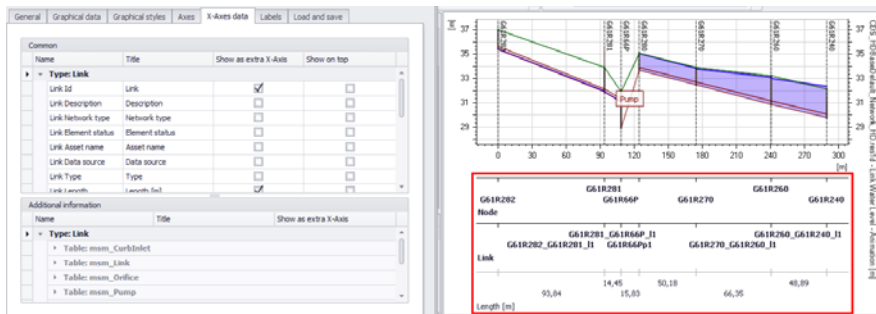 General Graphical data Graphical styles Axes X-Axes data Labels Load and save
Common
Name Title Show as extra X-Axis Show on top
Type: Link
Link Id Link
Link Description Description
Link Network type Network type
Link Element status Element status
Link Asset name Asset name
Link Data source Data source
Link Type Type
Link Length Length [m]
Additional information
Name Title Show as extra X-Axis
Type: Link
Table: msm_CurbInlet
Table: msm_Link
Table: msm_Orifice
Table: msm_Pump
[m]
37
35
33
31
29
G61R281
G61R66P
G61R280
G61R270
G61R260
G61R240
Pump
37
35
33
31
29
0 30 60 90 120 150 180 210 240 270 300
[m]
G61R281 G61R260
G61R282 G61R66P G61R270 G61R240
Node
G61R281_G61R66P_l1 G61R260_G61R240_l1
G61R282_G61R281_l1 G61R66Pp1 G61R270_G61R260_l1
Link
14,45 50,18 48,89
93,84 15,83 66,35
Length [m]